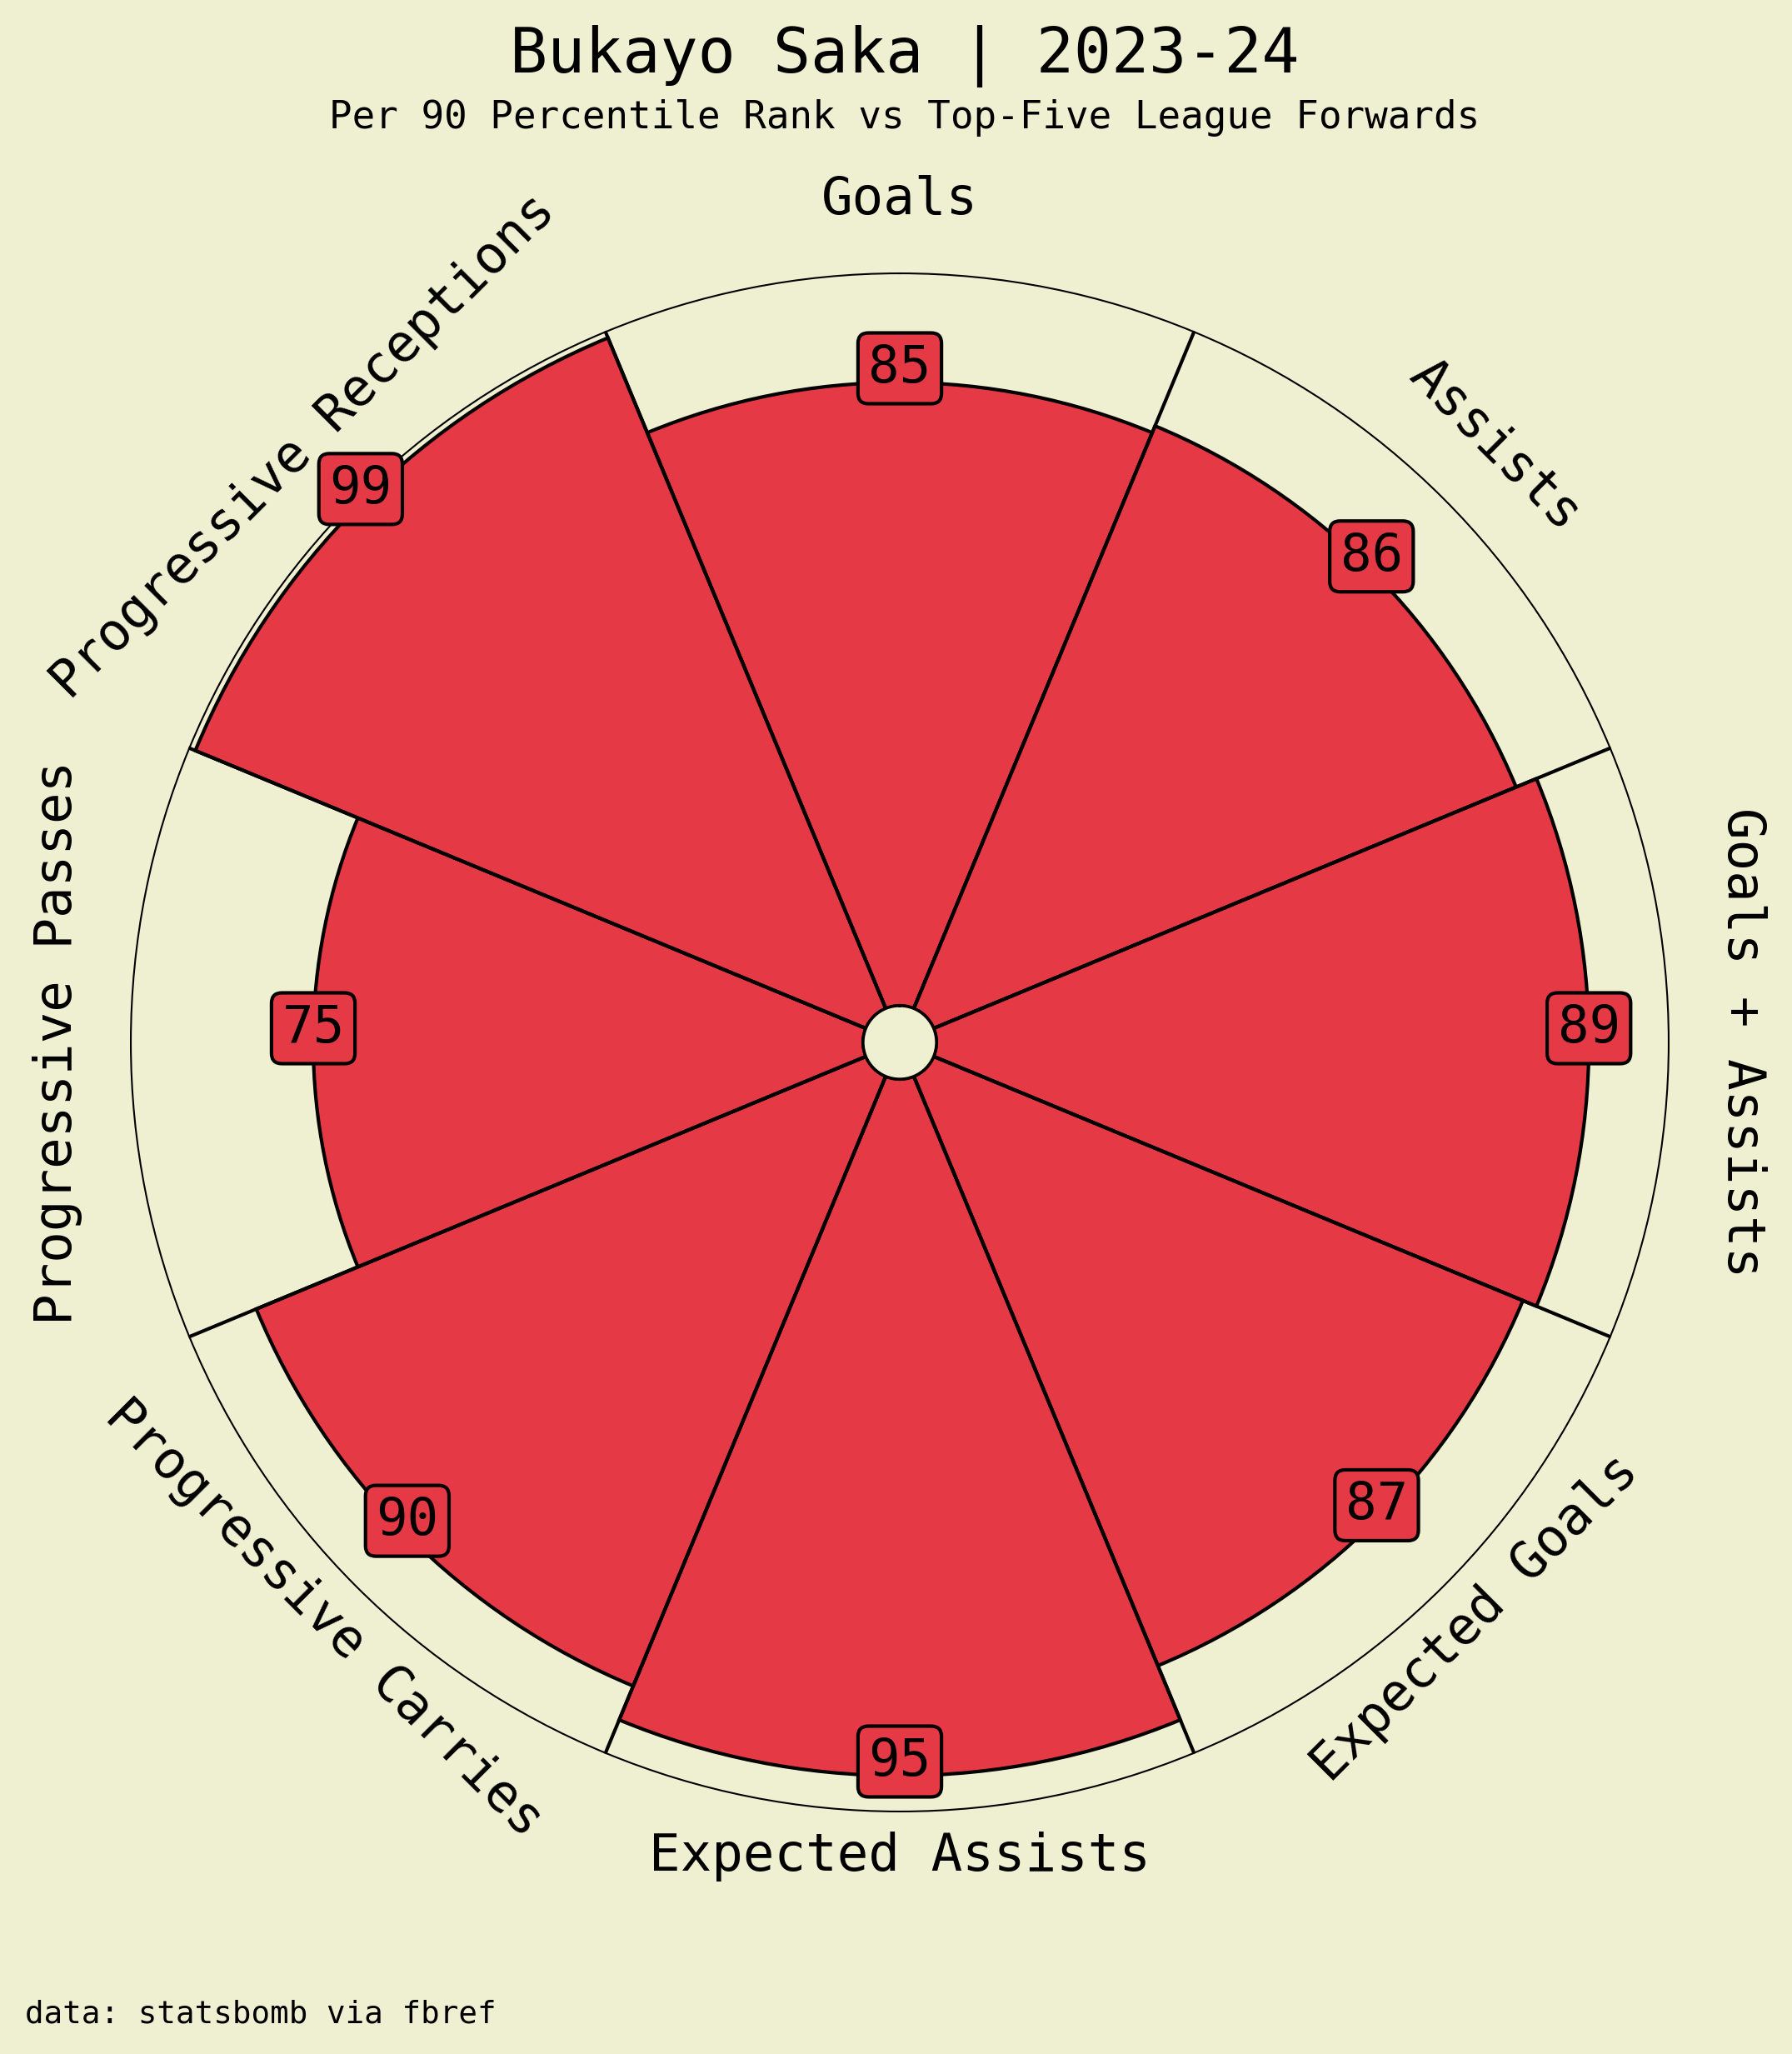 Bukayo Saka | 2023-24
Per 90 Percentile Rank vs Top-Five League Forwards
Goals
85
Assists
86
Goals + Assists
89
Expected Goals
87
Expected Assists
95
Progressive Carries
90
Progressive Passes
75
Progressive Receptions
99
data: statsbomb via fbref